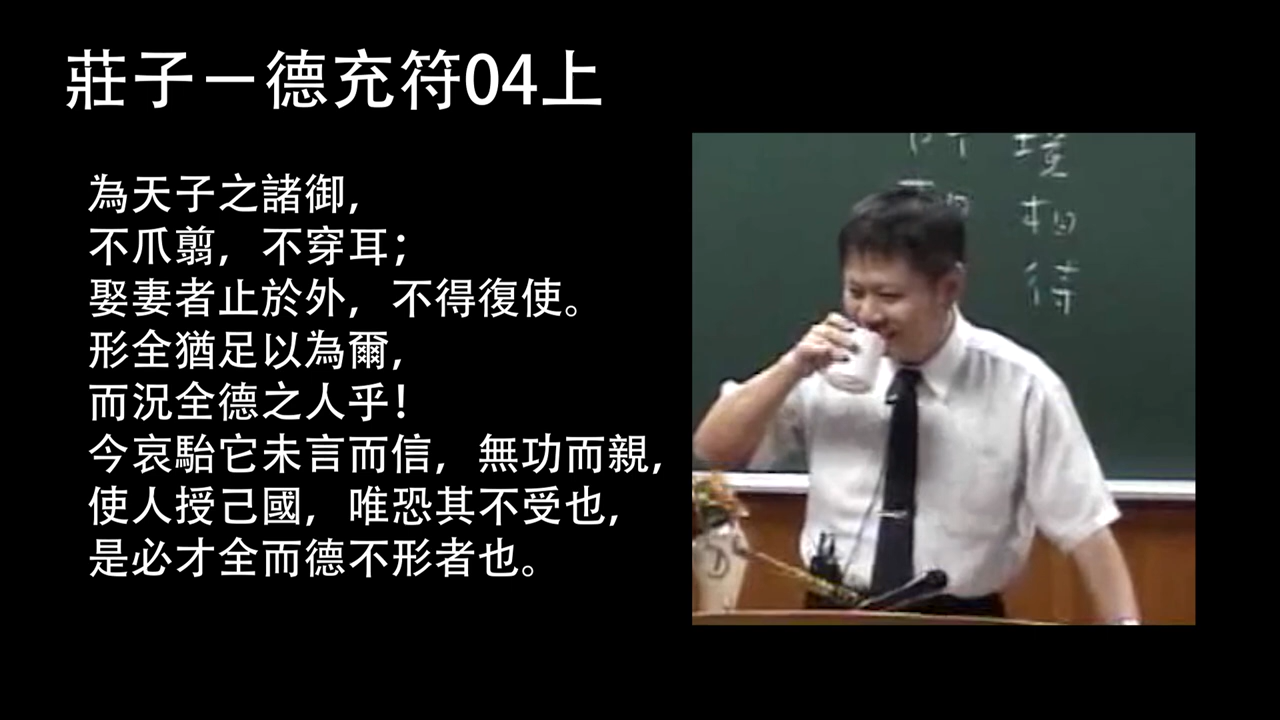 莊子－德充符04上
為天子之諸御，
不爪翦，不穿耳；
娶妻者止於外，不得復使。
形全猶足以為爾，
而況全德之人乎！
今哀駘它未言而信，無功而親，
使人授己國，唯恐其不受也，
是必才全而德不形者也。
境相待